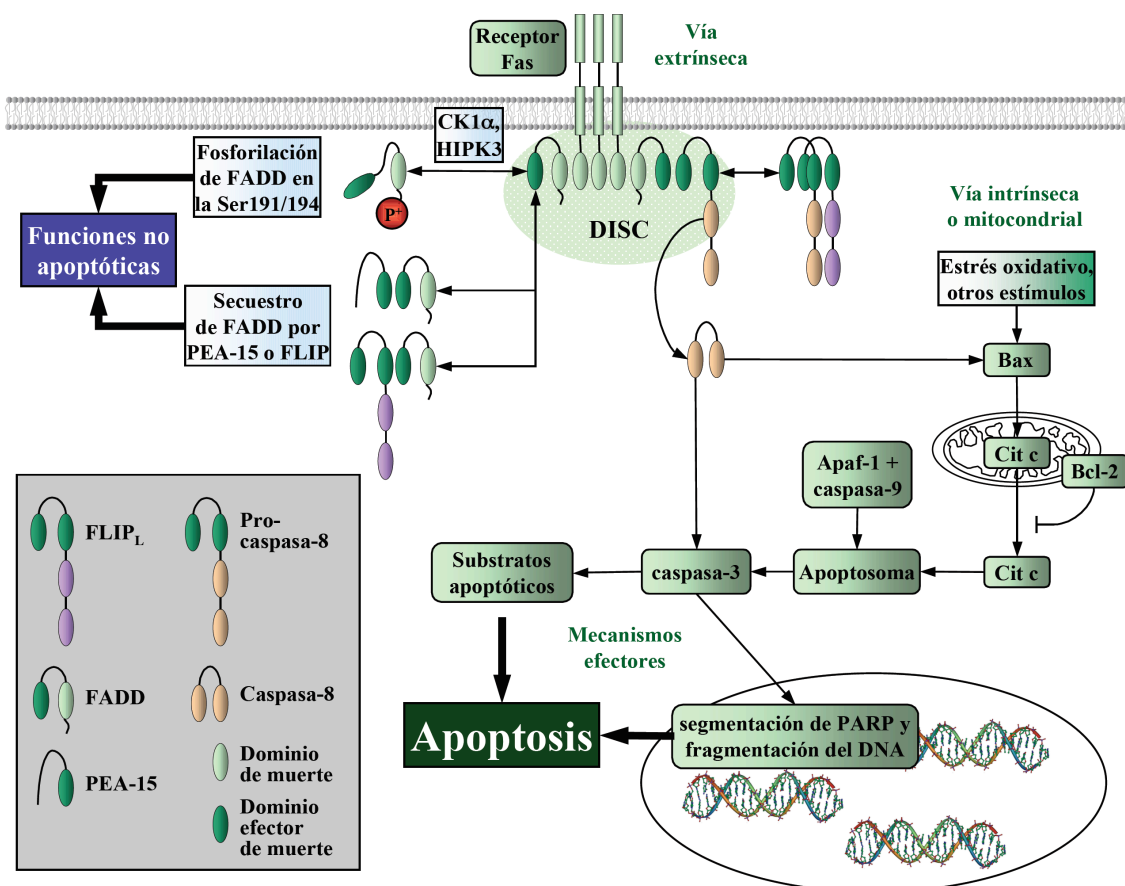 Receptor
Fas
Vía
extrínseca
CK1α,
HIPK3
Fosforilación
de FADD en
la Ser191/194
P+
DISC
Vía intrínseca
o mitocondrial
Funciones no
apoptóticas
Estrés oxidativo,
otros estímulos
Secuestro
de FADD por
PEA-15 o FLIP
Bax
Cit c
Bcl-2
Apaf-1 +
caspasa-9
Substratos
apoptóticos
caspasa-3
Apoptosoma
Cit c
Mecanismos
efectores
Apoptosis
segmentación de PARP y
fragmentación del DNA
FLIPL
Pro-
caspasa-8
FADD
Caspasa-8
PEA-15
Dominio
de muerte
Dominio
efector
de muerte